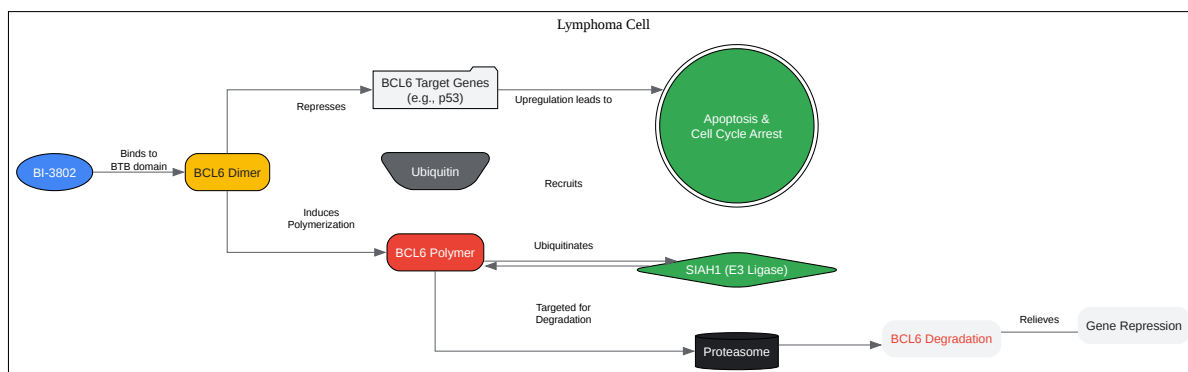 Lymphoma Cell
BCL6 Target Genes
(e.g., p53)
Represses
Upregulation leads to
Apoptosis &
Cell Cycle Arrest
BI-3802
Binds to
BTB domain
BCL6 Dimer
Ubiquitin
Recruits
Induces
Polymerization
BCL6 Polymer
Ubiquitinates
SIAH1 (E3 Ligase)
Targeted for
Degradation
Proteasome
BCL6 Degradation
Relieves
Gene Repression